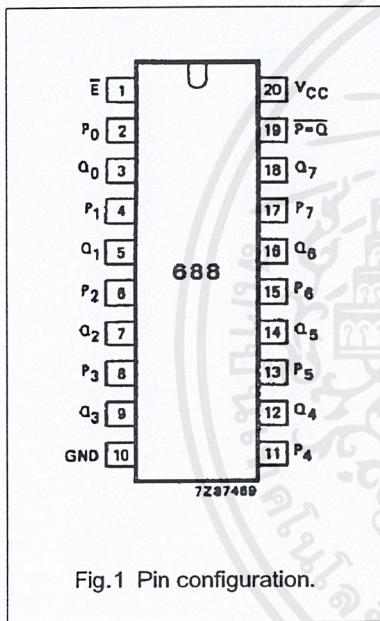 E̅ 1 20 VCC
P0 2 19 P̅=̅Q̅
Q0 3 18 Q7
P1 4 17 P7
Q1 5 16 Q6
P2 6 15 P6
Q2 7 14 Q5
P3 8 13 P5
Q3 9 12 Q4
GND 10 11 P4
688
7Z87469
Fig.1 Pin configuration.